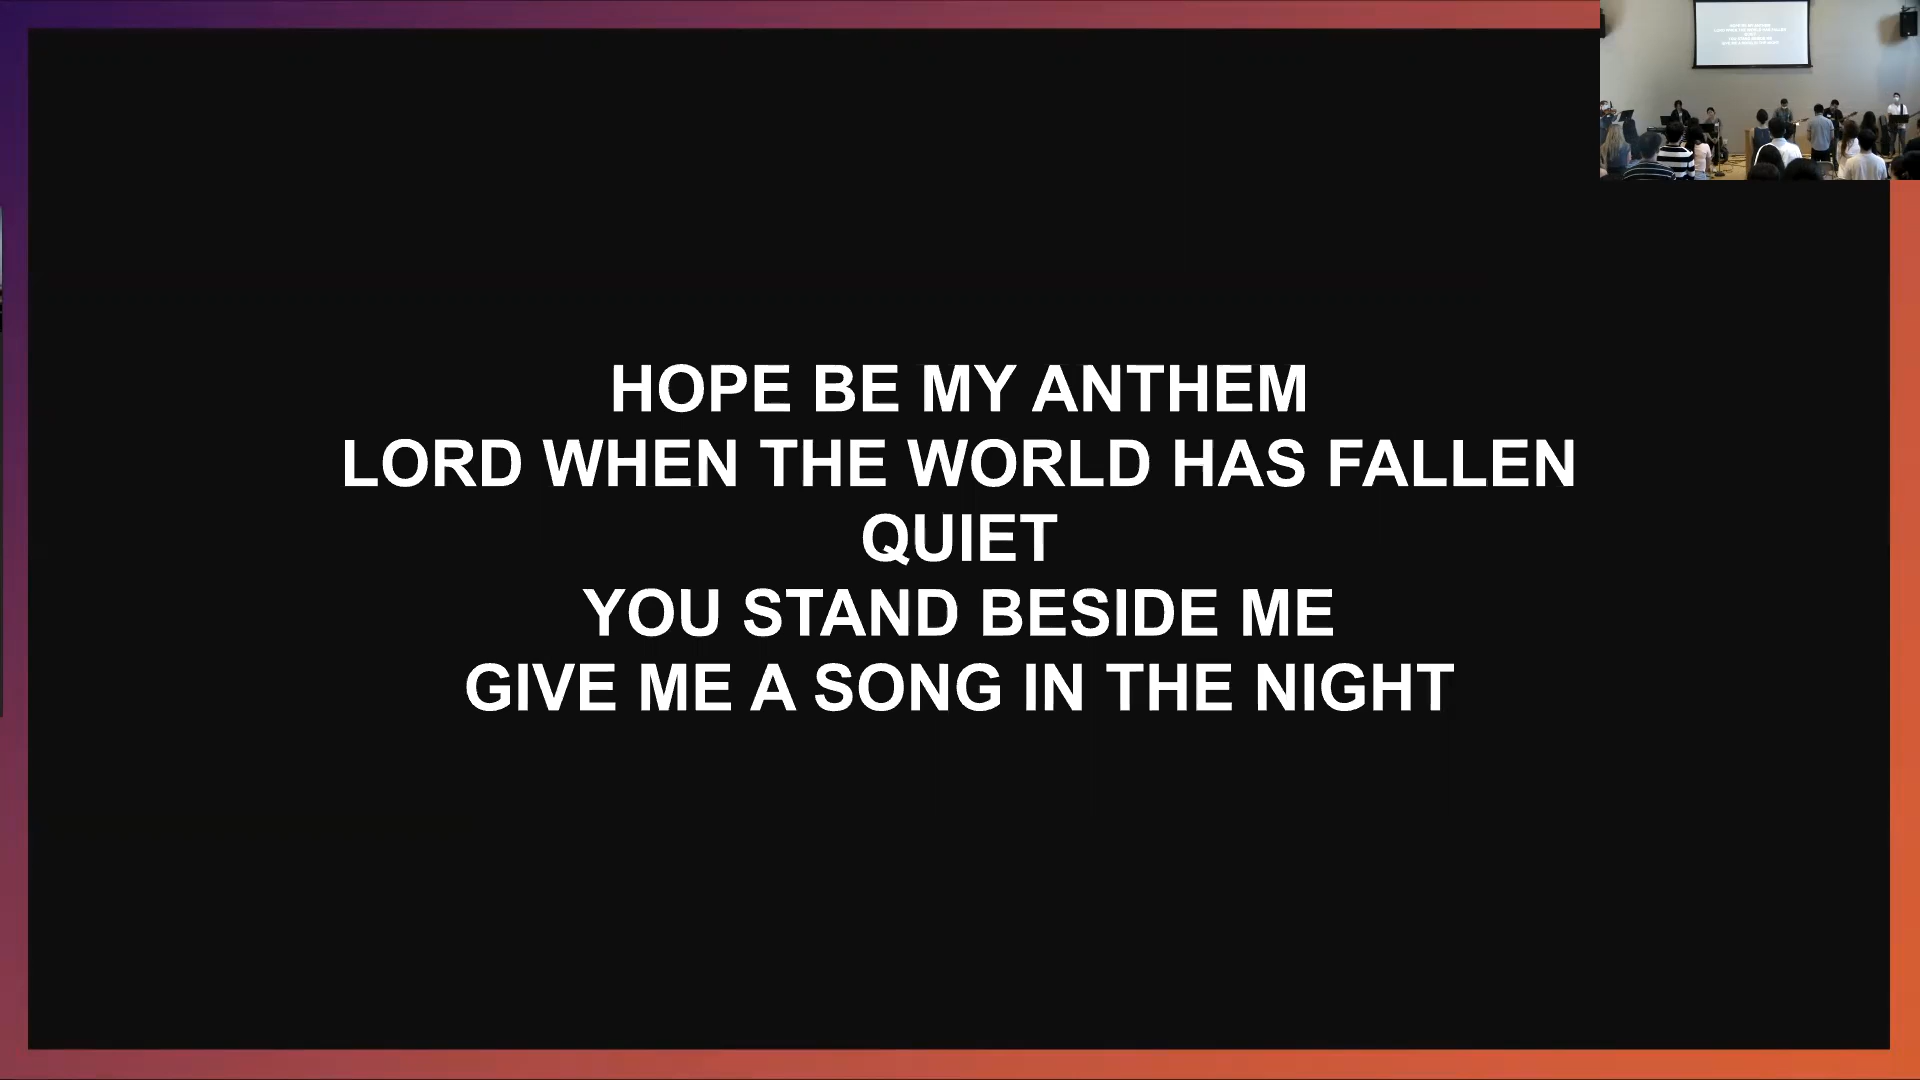 HOPE BE MY ANTHEM
LORD WHEN THE WORLD HAS FALLEN
QUIET
YOU STAND BESIDE ME
GIVE ME A SONG IN THE NIGHT